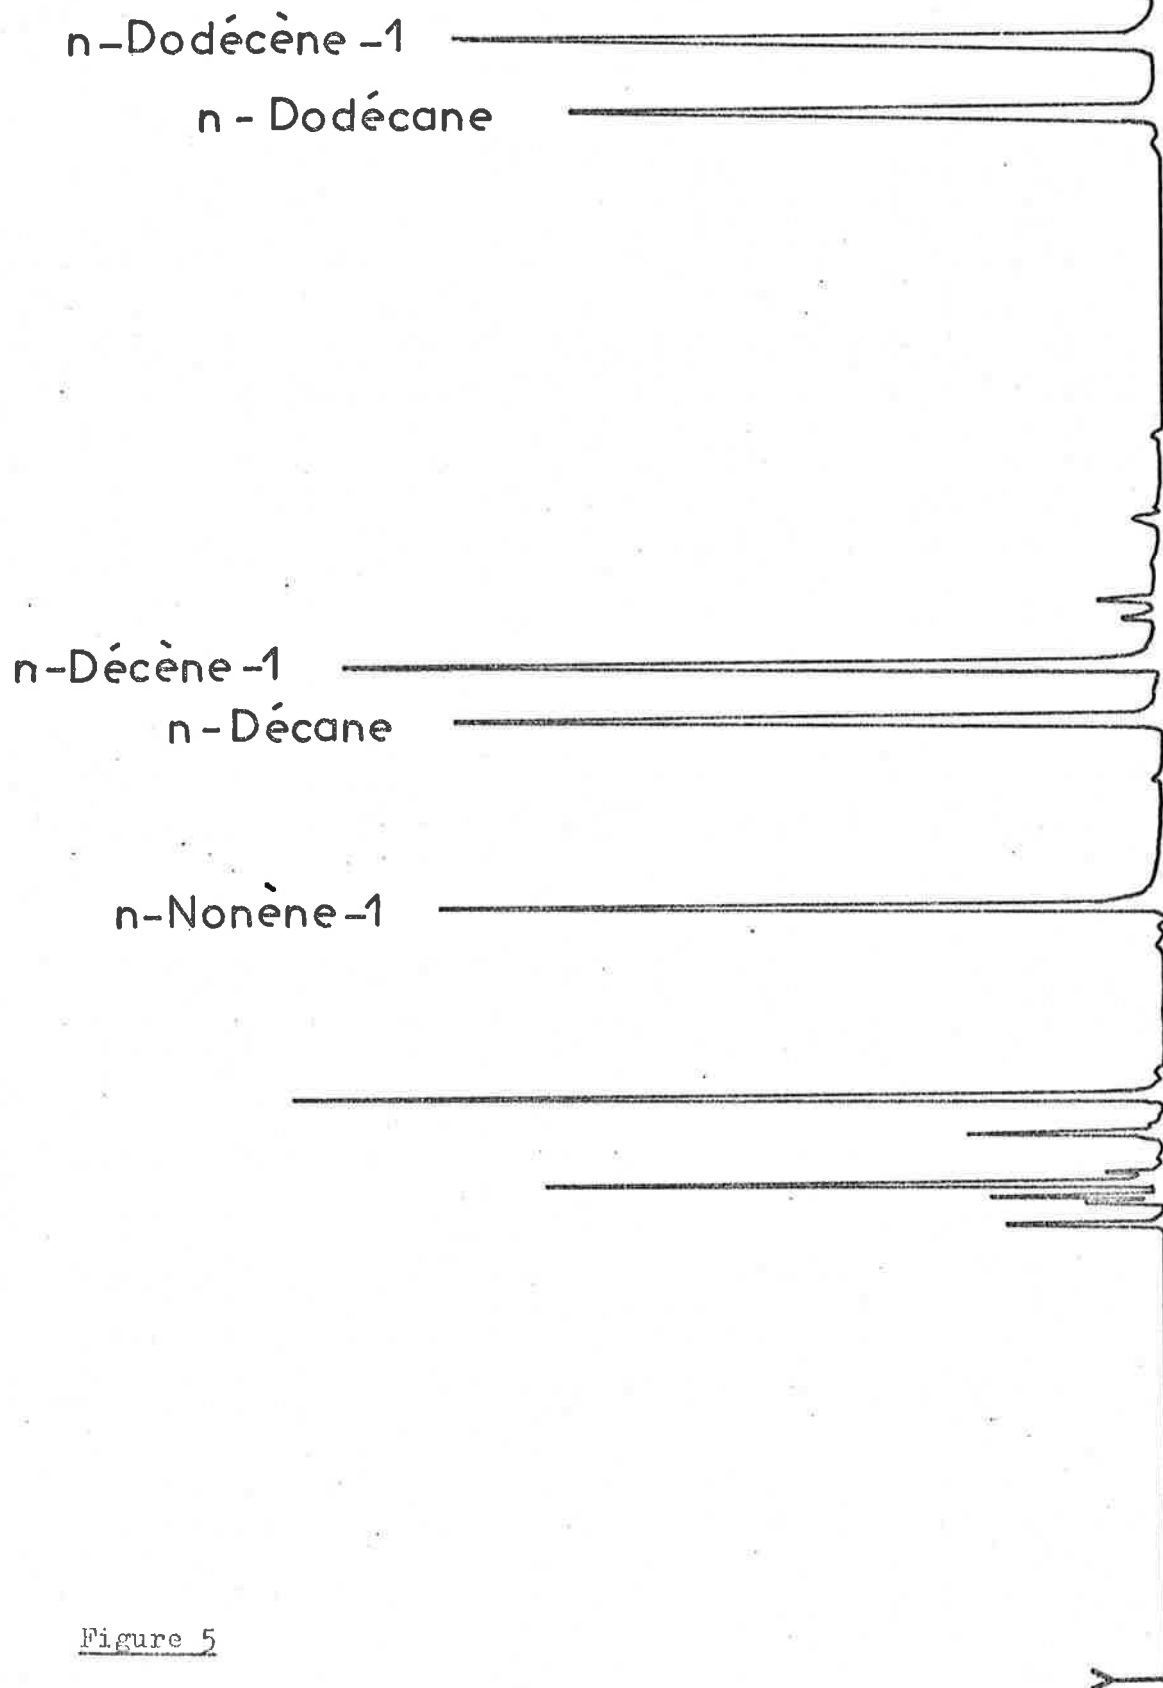 n-Dodécène-1
n - Dodécane
n-Décène-1
n - Décane
n-Nonène-1
Figure 5